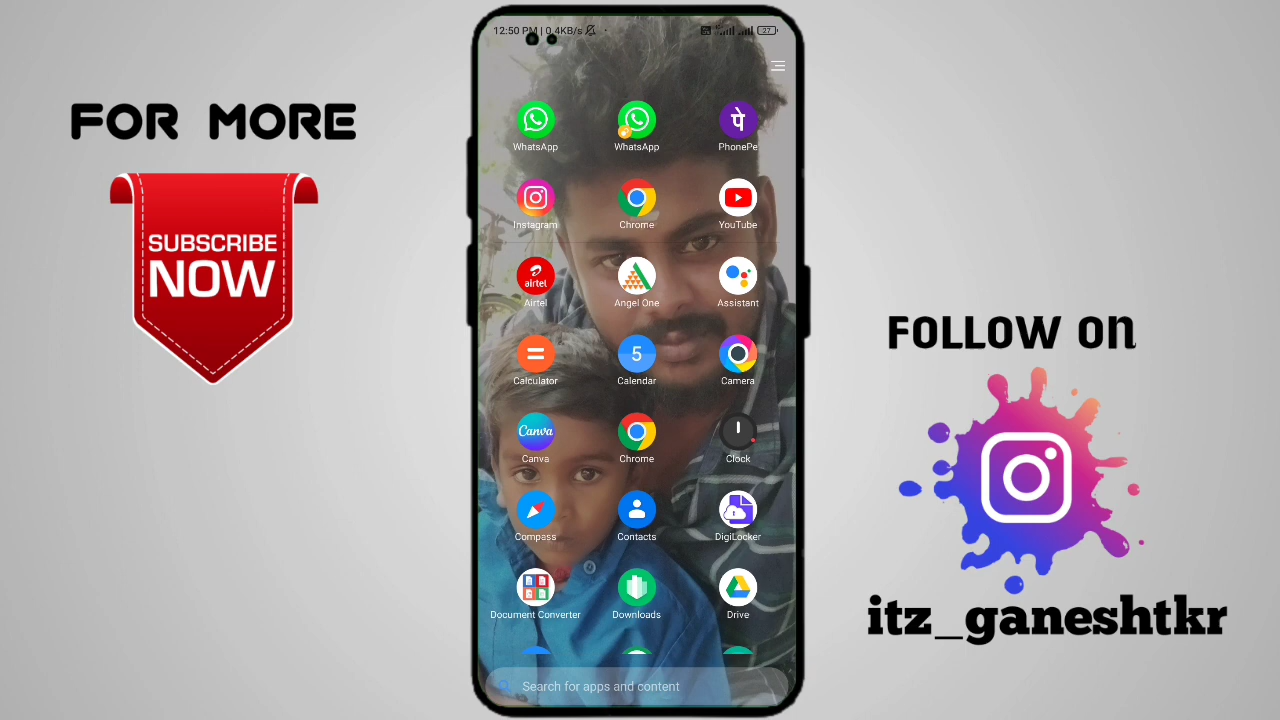 FOR MORE
SUBSCRIBE
NOW
12:50 PM | 0.4KB/s
27
WhatsApp
WhatsApp
पे
PhonePe
Instagram
Chrome
YouTube
airtel
Airtel
Angel One
Assistant
5
Calculator
Calendar
Camera
Canva
Canva
Chrome
Clock
Compass
Contacts
DigiLocker
Document Converter
Downloads
Drive
Search for apps and content
FOLLOW ON
itz_ganeshtkr